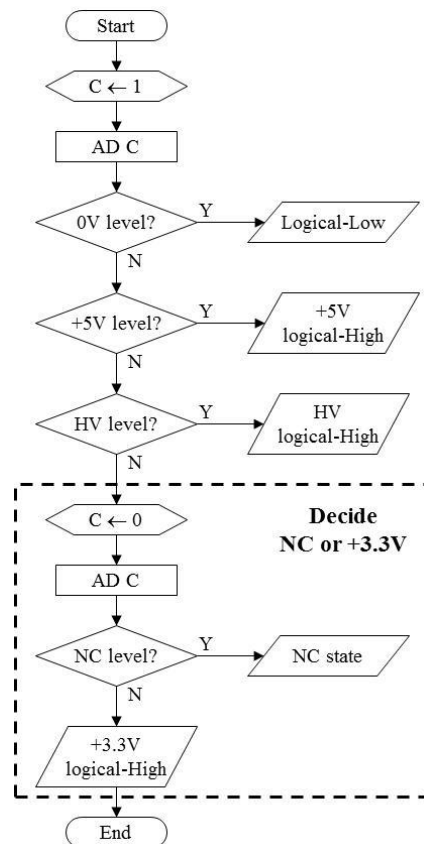 Start
C ← 1
AD C
0V level?
Y
Logical-Low
N
+5V level?
Y
+5V
logical-High
N
HV level?
Y
HV
logical-High
N
C ← 0
Decide
NC or +3.3V
AD C
NC level?
Y
NC state
N
+3.3V
logical-High
End